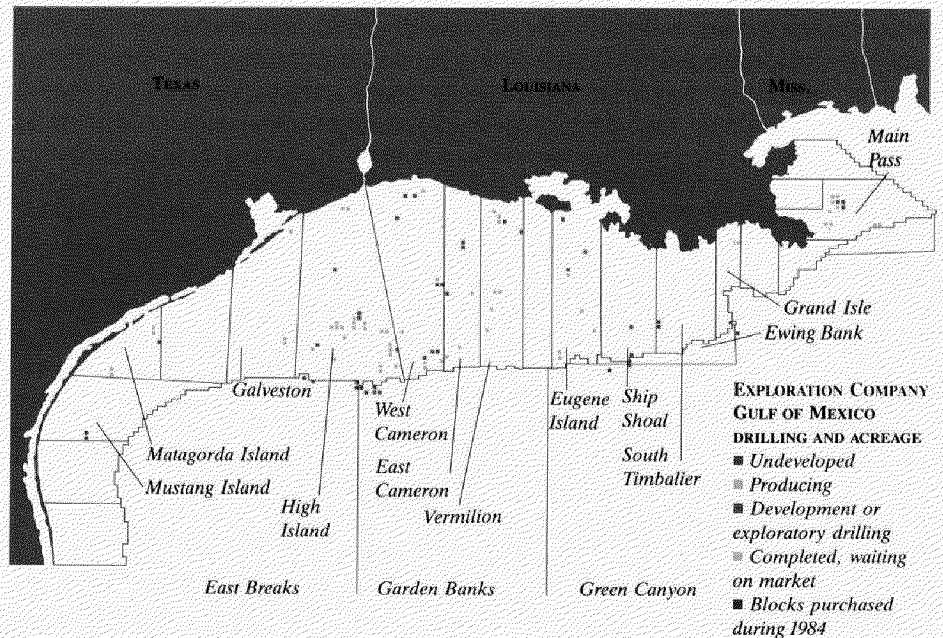 TEXAS
LOUISIANA
MISS.
Main
Pass
Grand Isle
Ewing Bank
Galveston
West
Cameron
Eugene
Island
Ship
Shoal
South
Timbalier
Matagorda Island
Mustang Island
High
Island
East
Cameron
Vermilion
East Breaks
Garden Banks
Green Canyon
EXPLORATION COMPANY
GULF OF MEXICO
DRILLING AND ACREAGE
Undeveloped
Producing
Development or
exploratory drilling
Completed, waiting
on market
Blocks purchased
during 1984